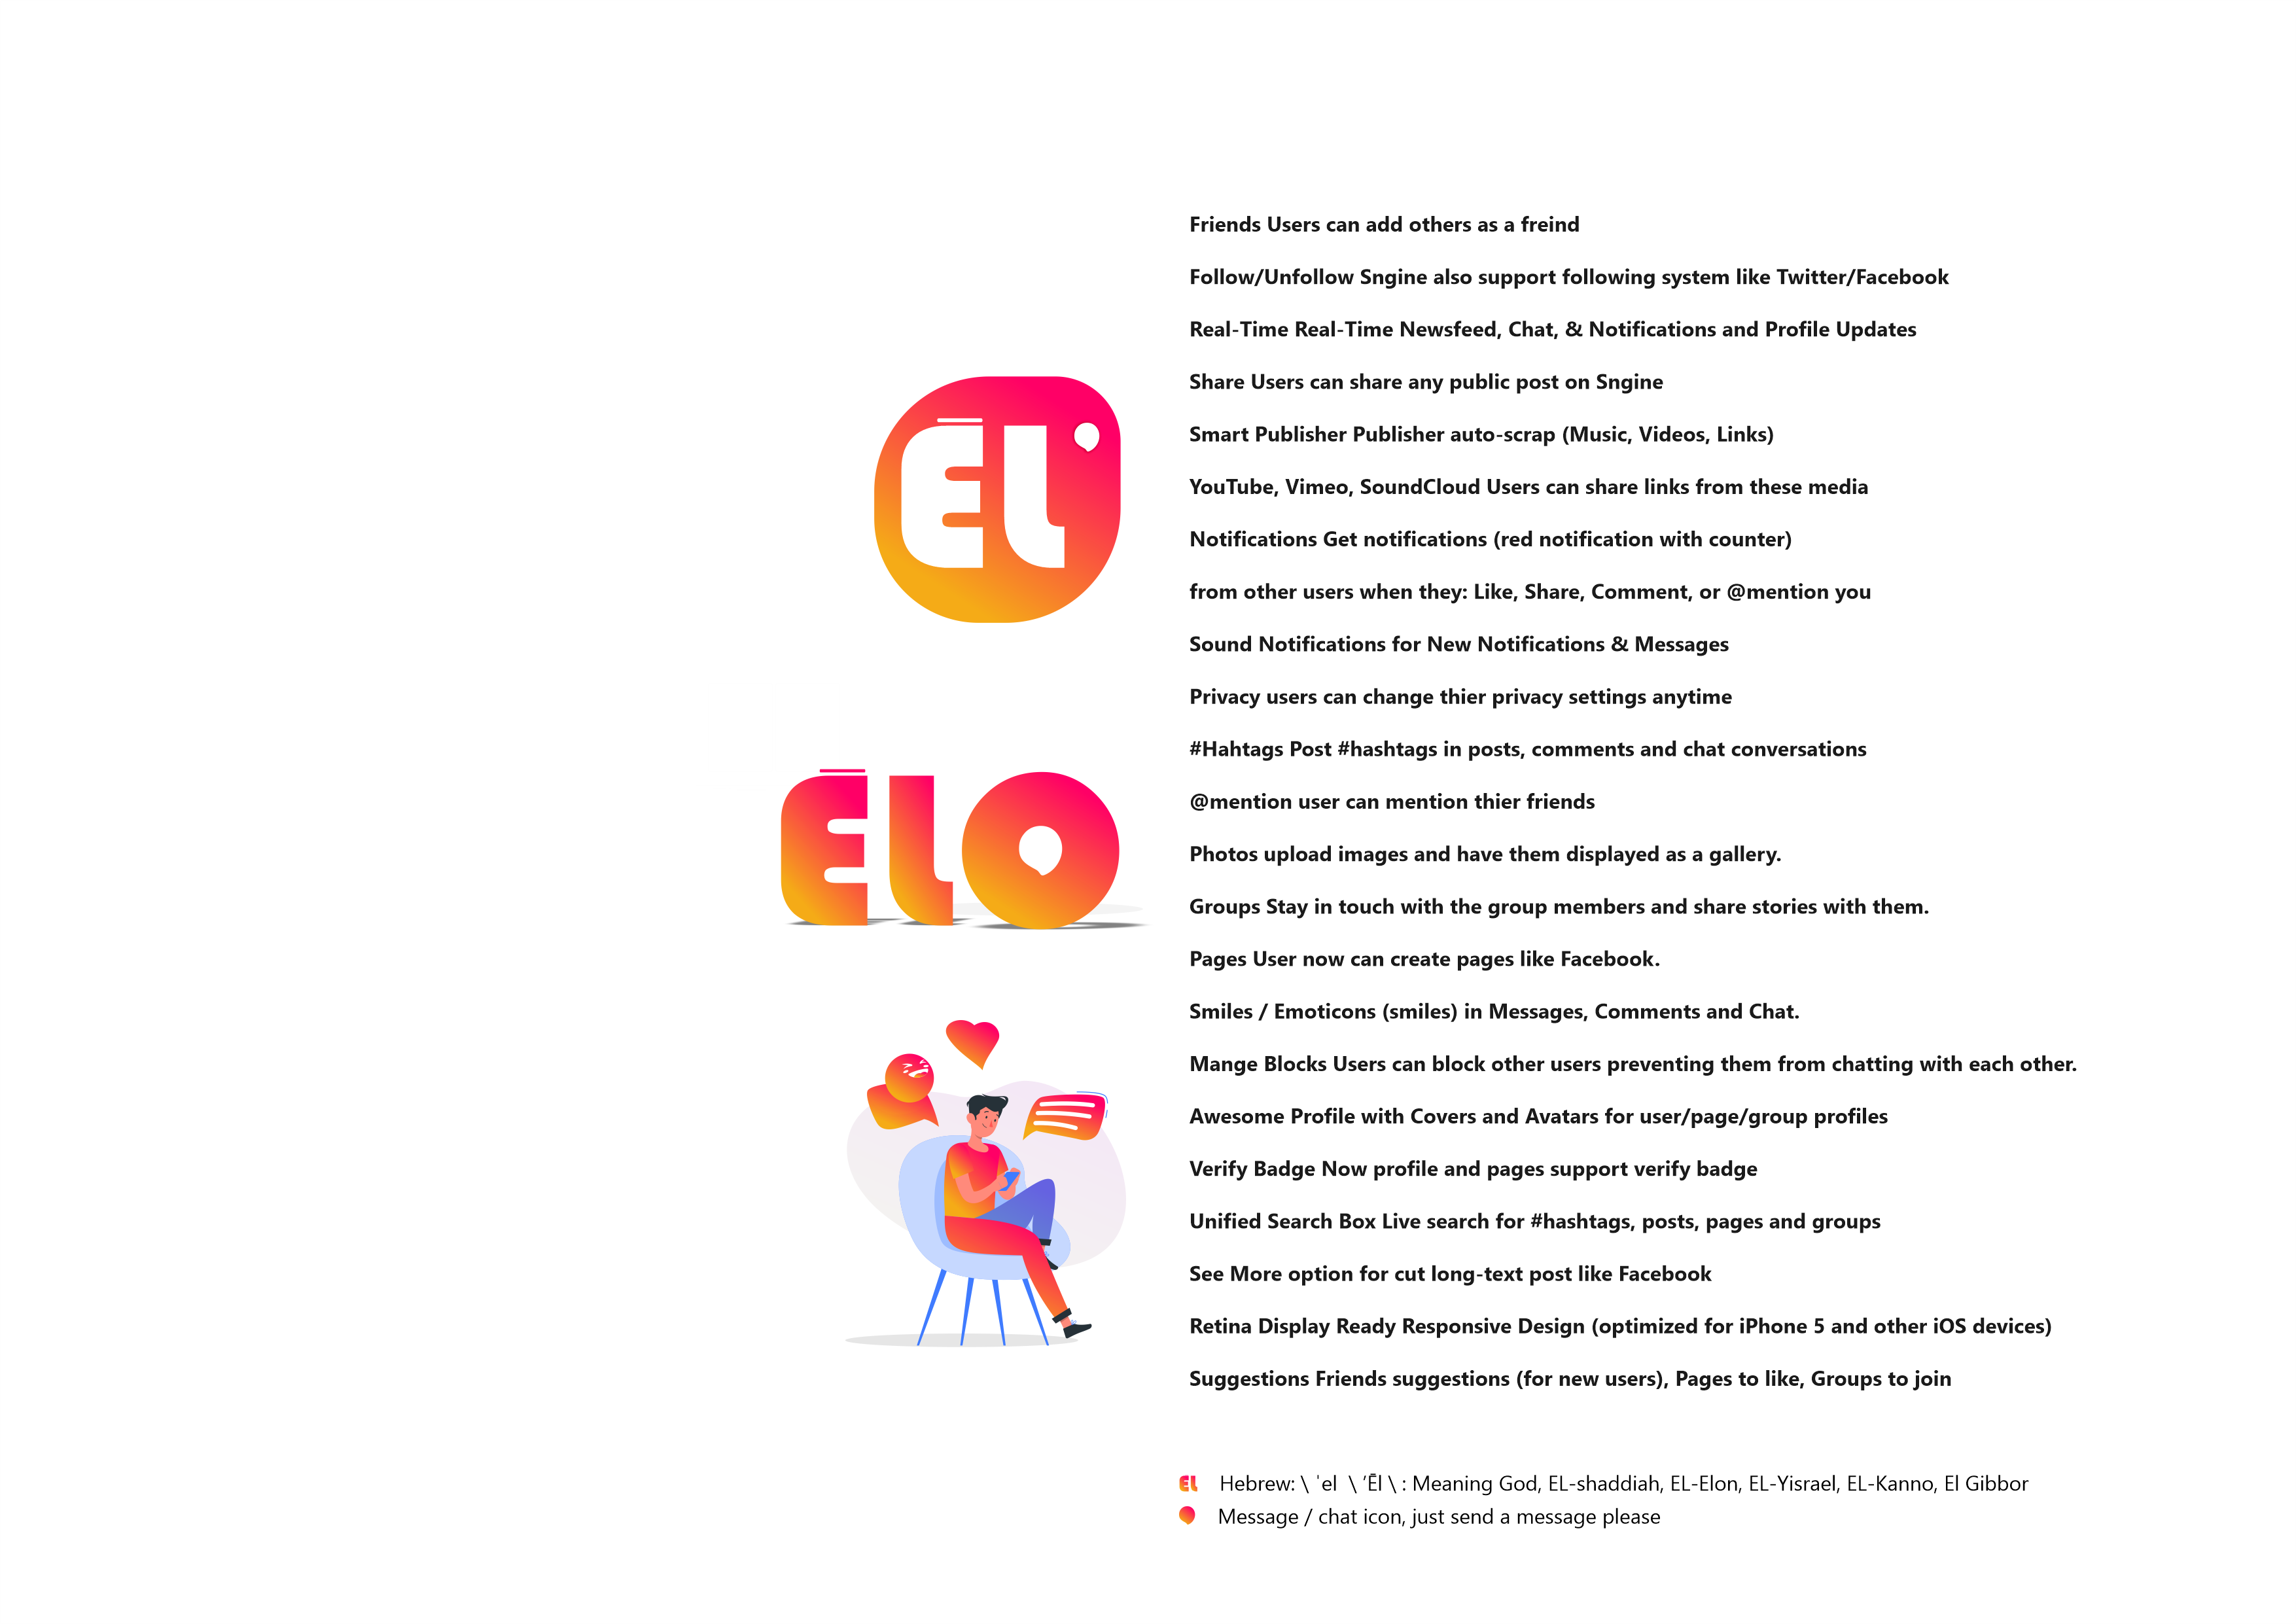 Friends Users can add others as a freind
Follow/Unfollow Sngine also support following system like Twitter/Facebook
Real-Time Real-Time Newsfeed, Chat, & Notifications and Profile Updates
Share Users can share any public post on Sngine
Smart Publisher Publisher auto-scrap (Music, Videos, Links)
YouTube, Vimeo, SoundCloud Users can share links from these media
Notifications Get notifications (red notification with counter)
from other users when they: Like, Share, Comment, or @mention you
Sound Notifications for New Notifications & Messages
Privacy users can change thier privacy settings anytime
#Hahtags Post #hashtags in posts, comments and chat conversations
@mention user can mention thier friends
Photos upload images and have them displayed as a gallery.
Groups Stay in touch with the group members and share stories with them.
Pages User now can create pages like Facebook.
Smiles / Emoticons (smiles) in Messages, Comments and Chat.
Mange Blocks Users can block other users preventing them from chatting with each other.
Awesome Profile with Covers and Avatars for user/page/group profiles
Verify Badge Now profile and pages support verify badge
Unified Search Box Live search for #hashtags, posts, pages and groups
See More option for cut long-text post like Facebook
Retina Display Ready Responsive Design (optimized for iPhone 5 and other iOS devices)
Suggestions Friends suggestions (for new users), Pages to like, Groups to join
ĒL
ĒLO
EL Hebrew: \ ˈel \ ’Ēl \ : Meaning God, EL-shaddiah, EL-Elon, EL-Yisrael, EL-Kanno, El Gibbor
Message / chat icon, just send a message please